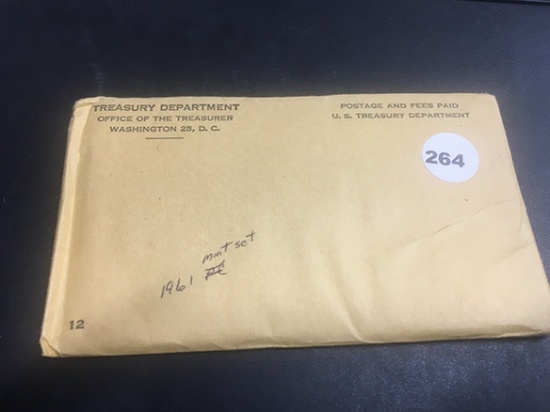 TREASURY DEPARTMENT
OFFICE OF THE TREASURER
WASHINGTON 25, D. C.
POSTAGE AND FEES PAID
U. S. TREASURY DEPARTMENT
264
mint set
1961
12